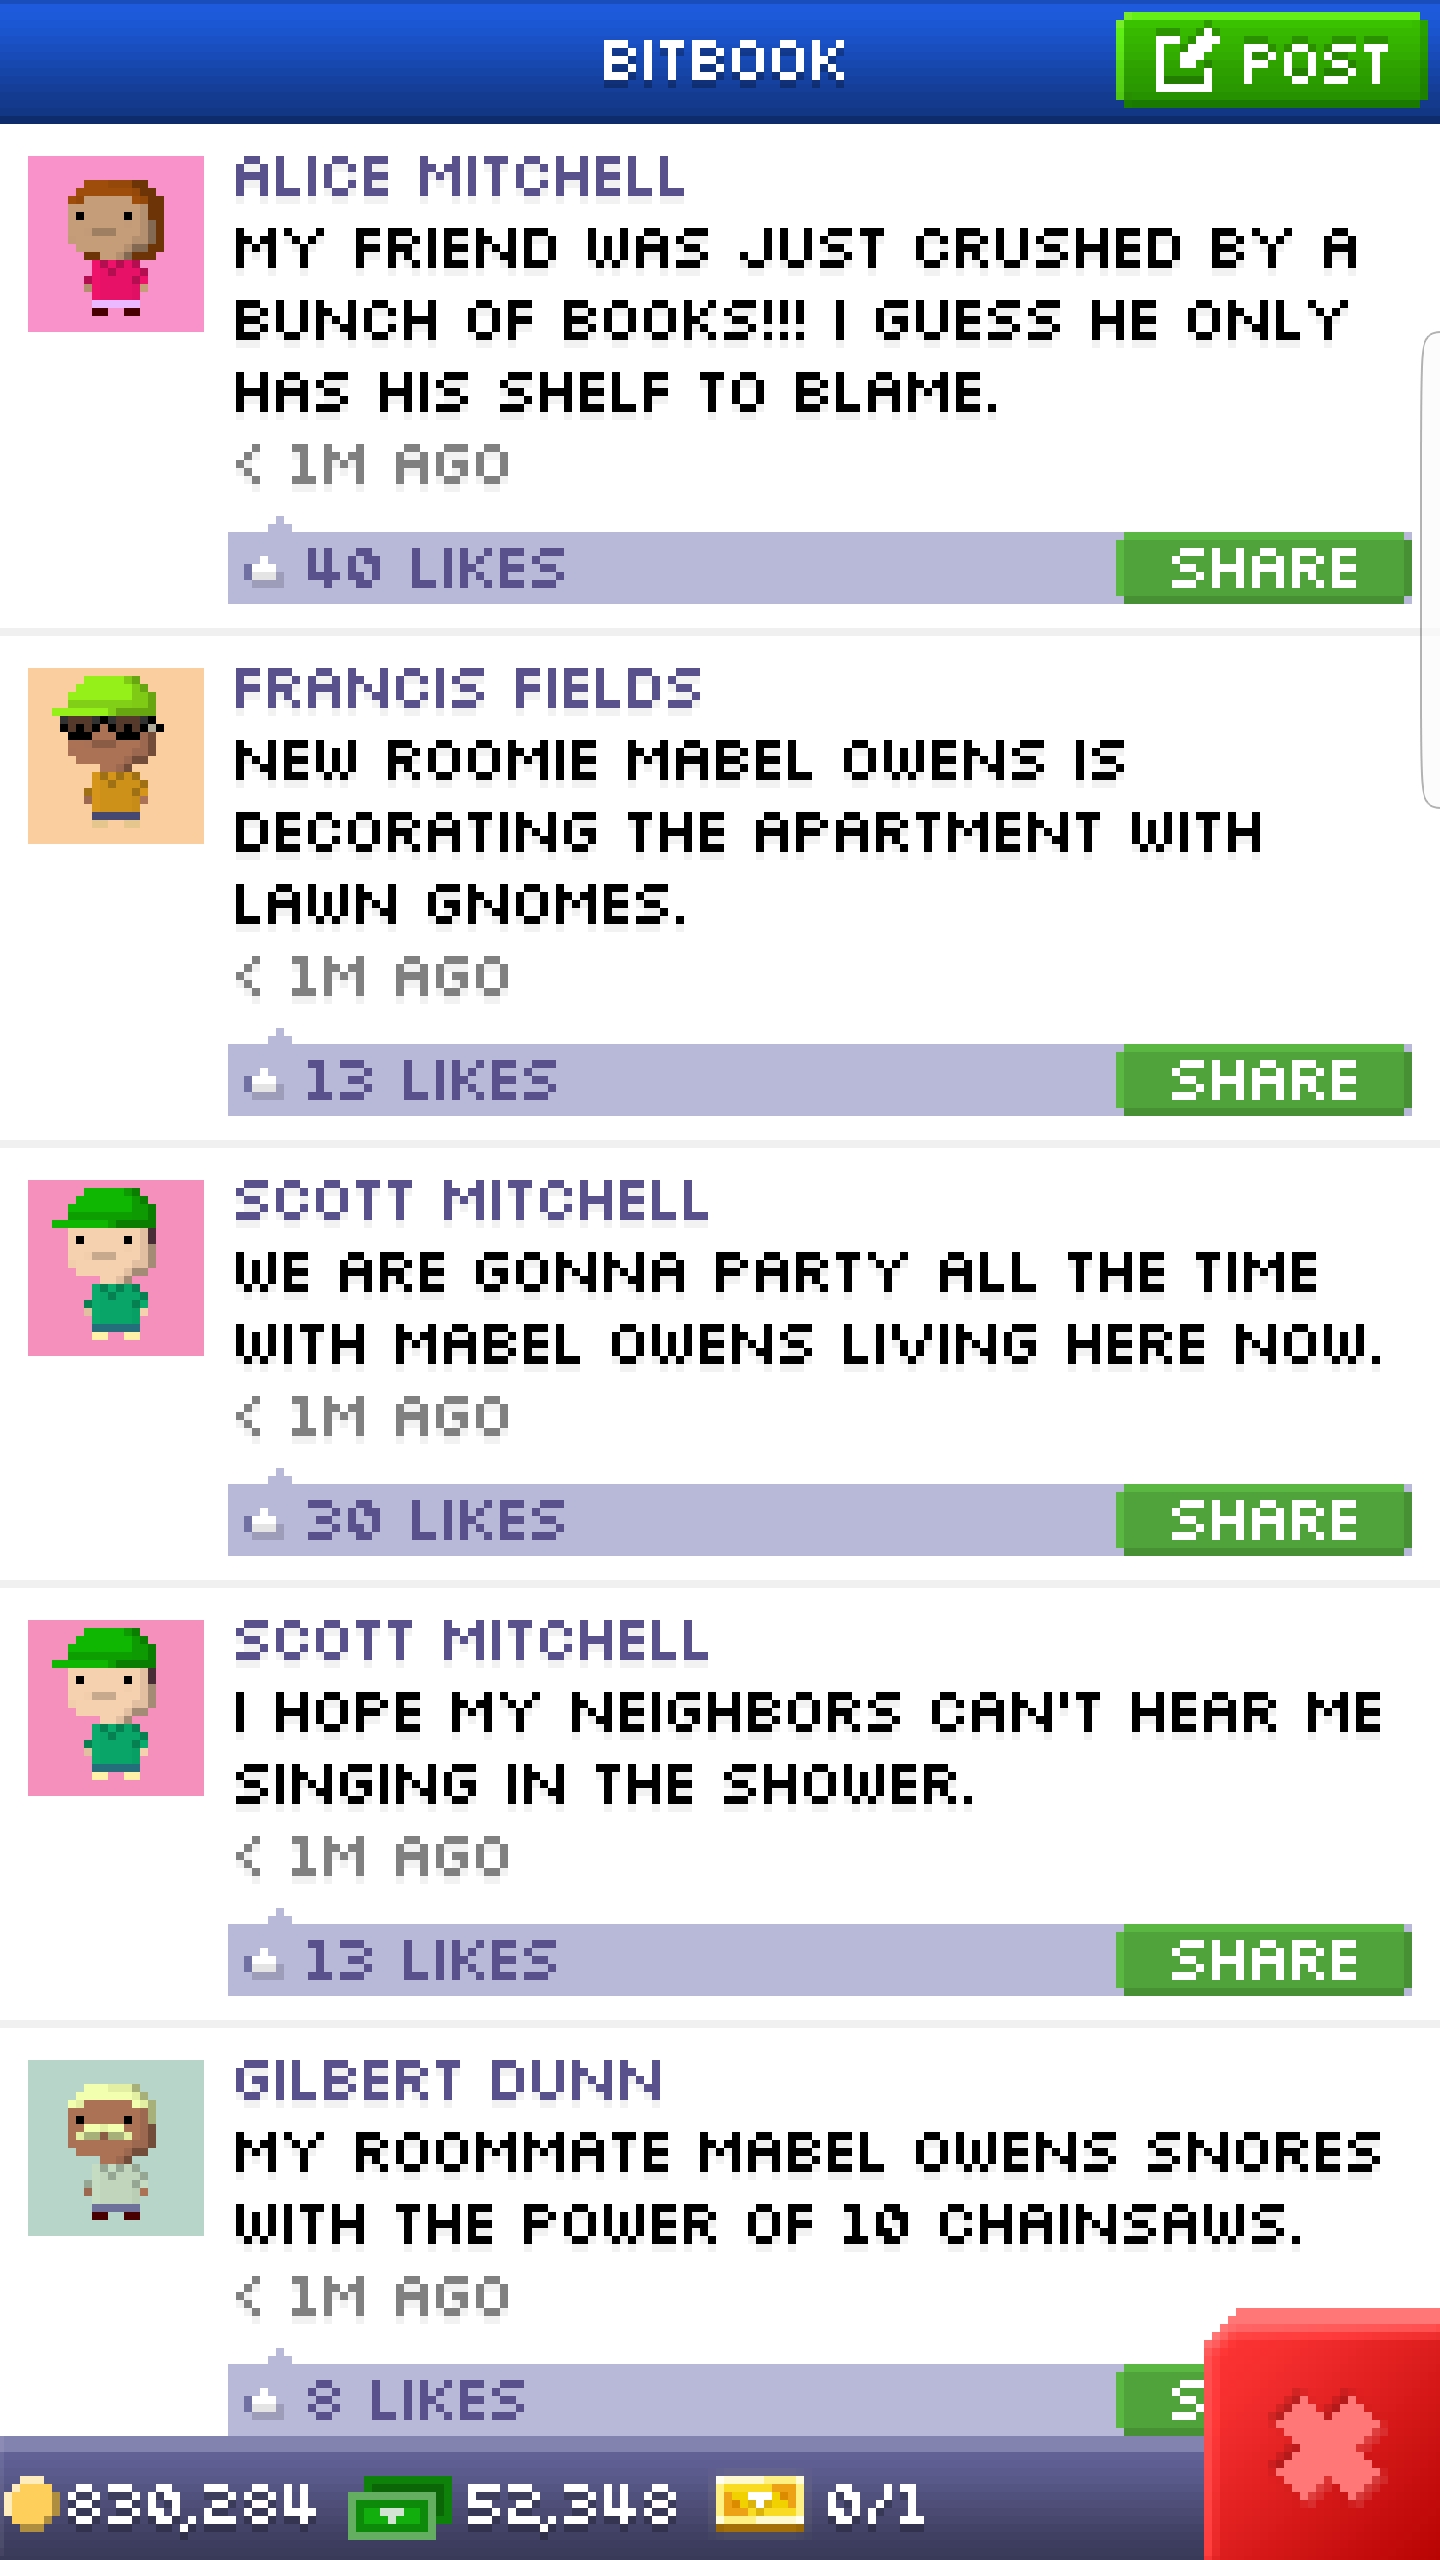 BITBOOK
POST
ALICE MITCHELL
MY FRIEND WAS JUST CRUSHED BY A
BUNCH OF BOOKS!!! I GUESS HE ONLY
HAS HIS SHELF TO BLAME.
< 1M AGO
40 LIKES
SHARE
FRANCIS FIELDS
NEW ROOMIE MABEL OWENS IS
DECORATING THE APARTMENT WITH
LAWN GNOMES.
< 1M AGO
13 LIKES
SHARE
SCOTT MITCHELL
WE ARE GONNA PARTY ALL THE TIME
WITH MABEL OWENS LIVING HERE NOW.
< 1M AGO
30 LIKES
SHARE
SCOTT MITCHELL
I HOPE MY NEIGHBORS CAN'T HEAR ME
SINGING IN THE SHOWER.
< 1M AGO
13 LIKES
SHARE
GILBERT DUNN
MY ROOMMATE MABEL OWENS SNORES
WITH THE POWER OF 10 CHAINSAWS.
< 1M AGO
8 LIKES
830,284 52,348 0/1